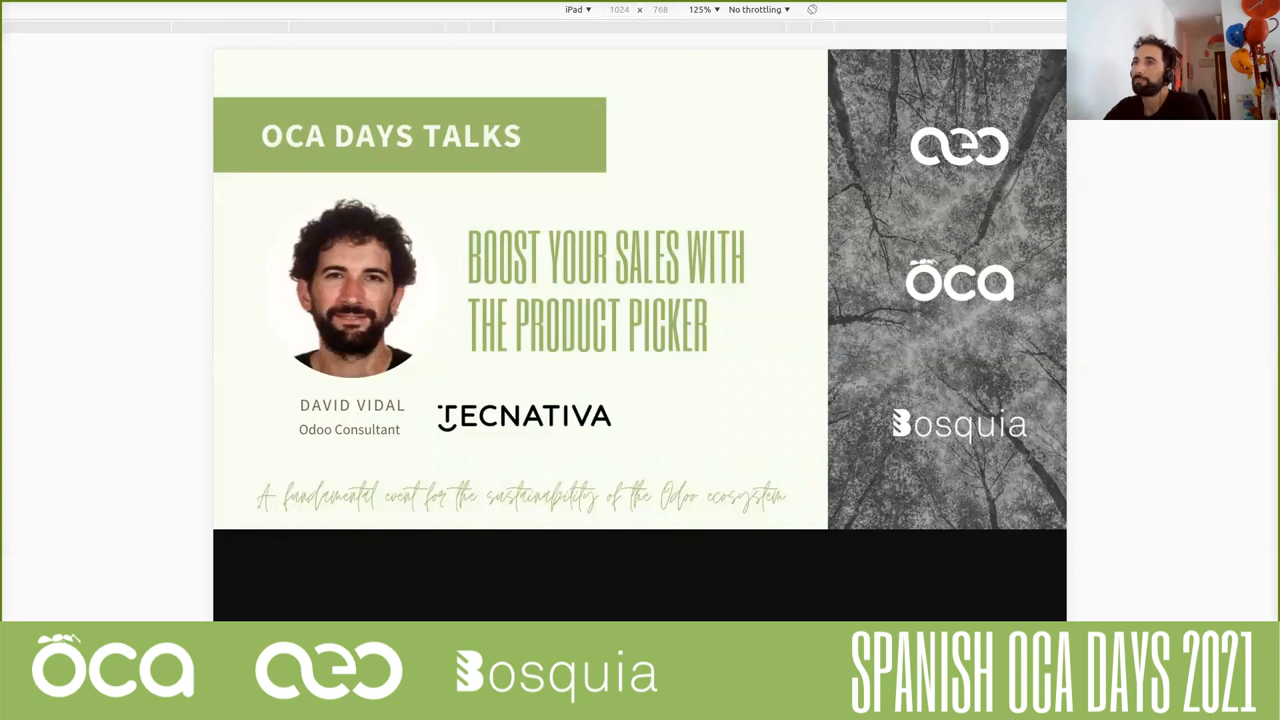 iPad ▼ 1024 × 768 125% ▼ No throttling ▼
OCA DAYS TALKS
BOOST YOUR SALES WITH
THE PRODUCT PICKER
DAVID VIDAL
Odoo Consultant
TECNATIVA
A fundamental event for the sustainability of the Odoo ecosystem
aeo
oca
Bosquia
oca
aeo
Bosquia
SPANISH OCA DAYS 2021